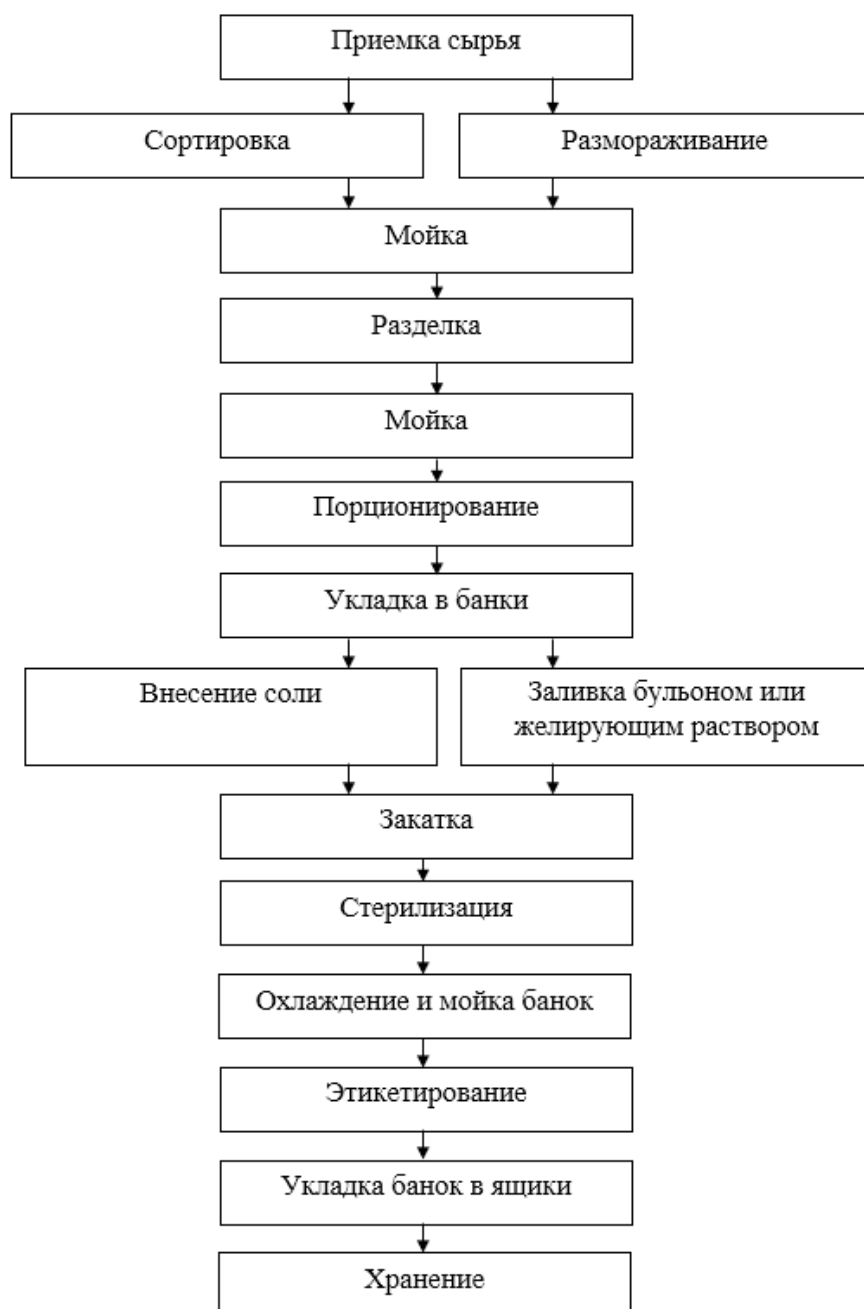 Приемка сырья
Сортировка
Размораживание
Мойка
Разделка
Мойка
Порционирование
Укладка в банки
Внесение соли
Заливка бульоном или
желирующим раствором
Закатка
Стерилизация
Охлаждение и мойка банок
Этикетирование
Укладка банок в ящики
Хранение